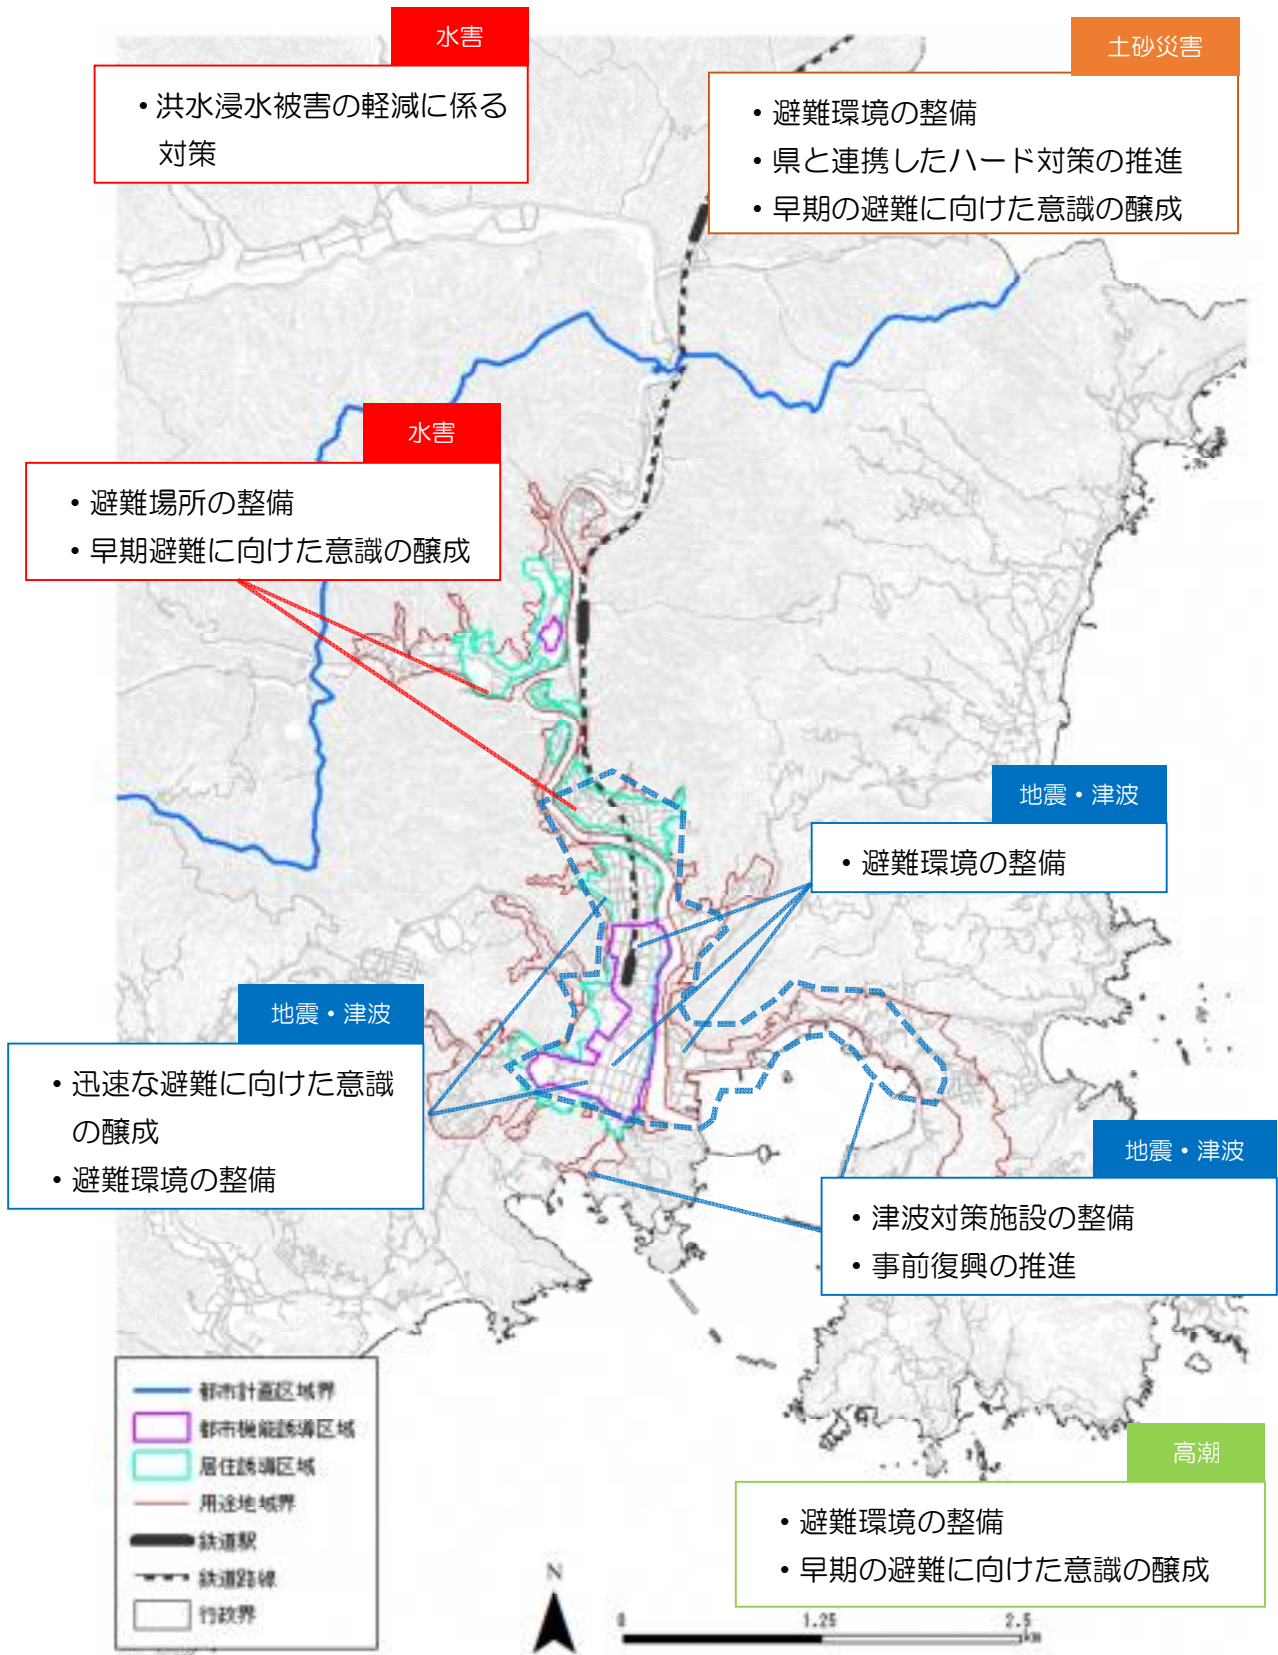 水害
・洪水浸水被害の軽減に係る
対策
土砂災害
・避難環境の整備
・県と連携したハード対策の推進
・早期の避難に向けた意識の醸成
水害
・避難場所の整備
・早期避難に向けた意識の醸成
地震・津波
・避難環境の整備
地震・津波
・迅速な避難に向けた意識
の醸成
・避難環境の整備
地震・津波
・津波対策施設の整備
・事前復興の推進
高潮
・避難環境の整備
・早期の避難に向けた意識の醸成
都市計画区域界
都市機能誘導区域
居住誘導区域
用途地域界
鉄道駅
鉄道路線
行政界
N
0 1.25 2.5
km